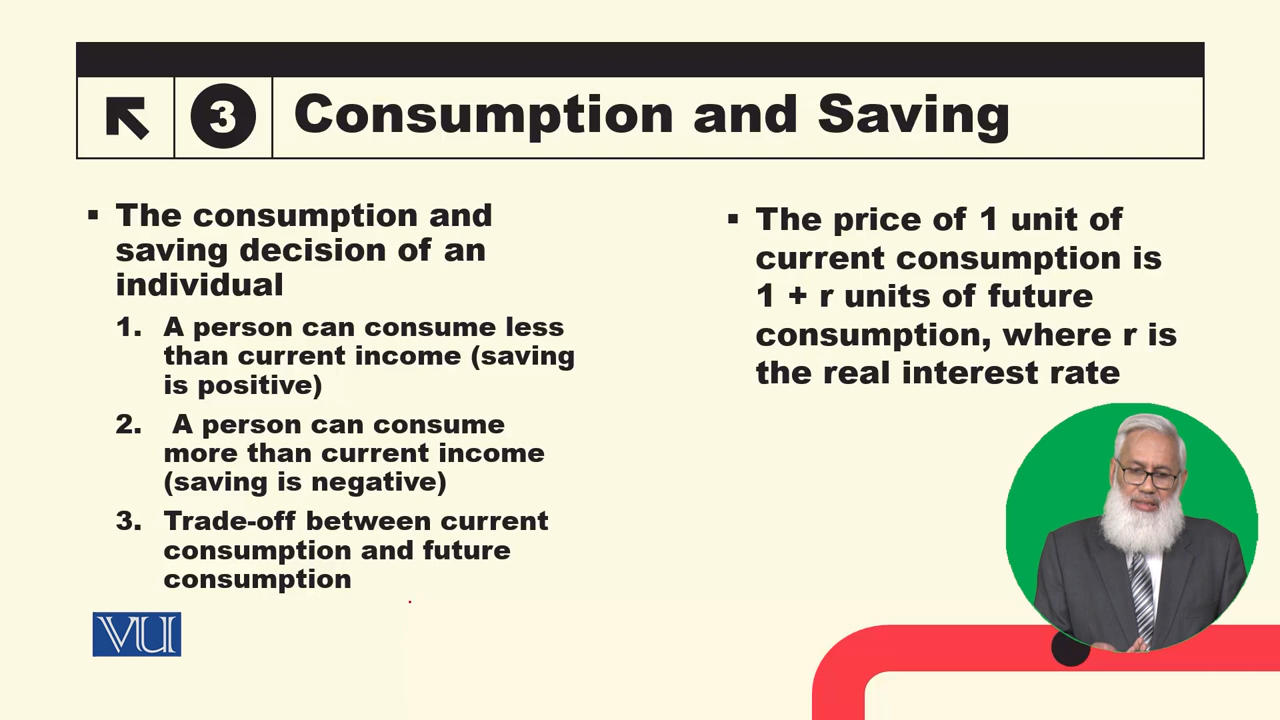 3 Consumption and Saving
▪ The consumption and
saving decision of an
individual
1. A person can consume less
than current income (saving
is positive)
2. A person can consume
more than current income
(saving is negative)
3. Trade-off between current
consumption and future
consumption
▪ The price of 1 unit of
current consumption is
1 + r units of future
consumption, where r is
the real interest rate
VU